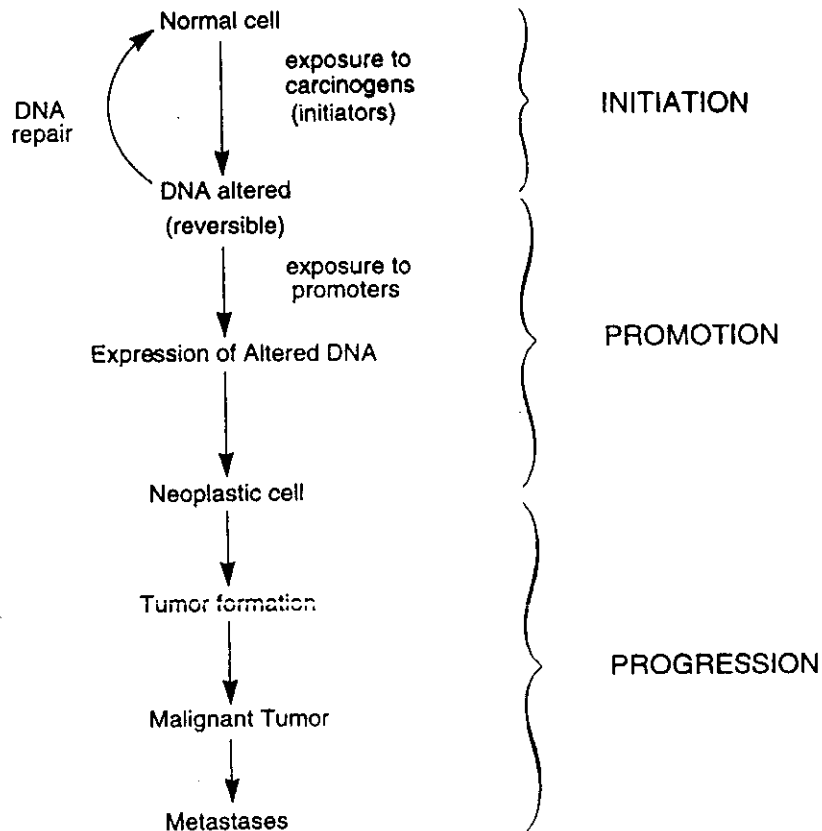 Normal cell
exposure to
carcinogens
(initiators)
INITIATION
DNA
repair
DNA altered
(reversible)
exposure to
promoters
PROMOTION
Expression of Altered DNA
Neoplastic cell
Tumor formation
PROGRESSION
Malignant Tumor
Metastases